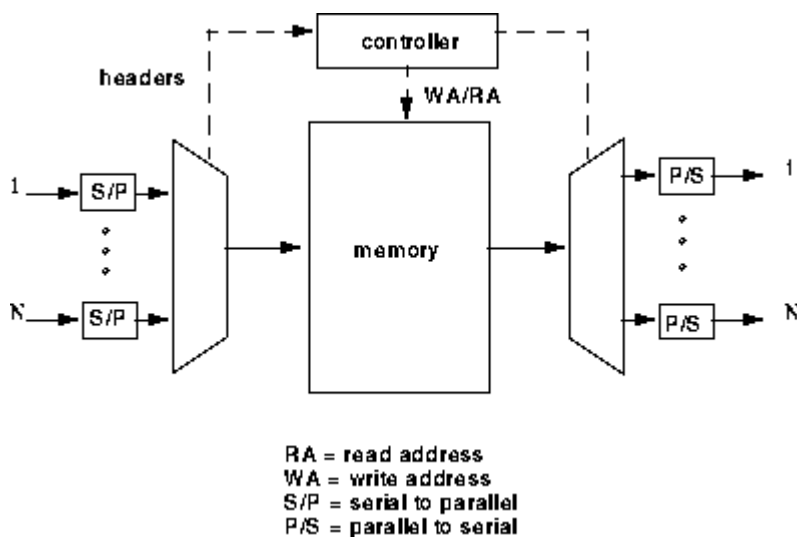 controller
headers
WA/RA
1
S/P
P/S
1
memory
N
S/P
P/S
N
RA = read address
WA = write address
S/P = serial to parallel
P/S = parallel to serial